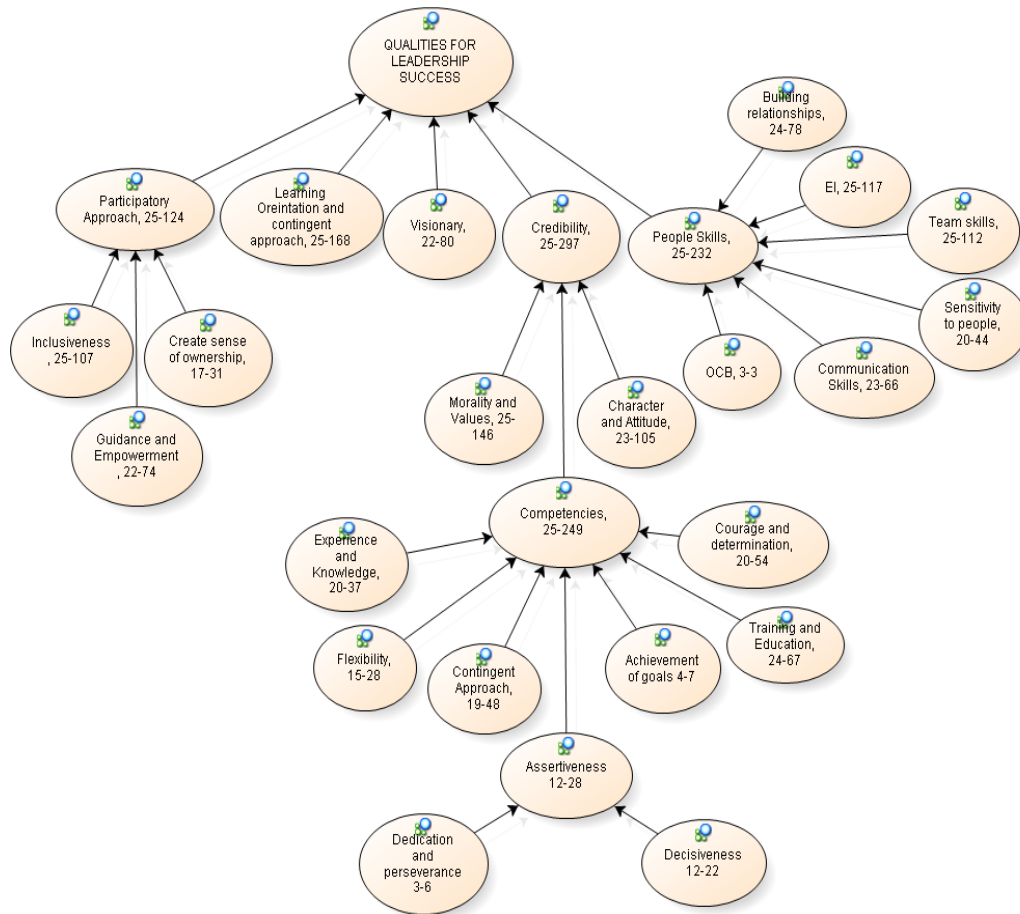 QUALITIES FOR
LEADERSHIP
SUCCESS
Building
relationships,
24-78
EI, 25-117
Team skills,
25-112
Participatory
Approach, 25-124
Learning
Oreintation and
contingent
approach, 25-168
Visionary,
22-80
Credibility,
25-297
People Skills,
25-232
Sensitivity
to people,
20-44
Inclusiveness
, 25-107
Create sense
of ownership,
17-31
OCB, 3-3
Communication
Skills, 23-66
Guidance and
Empowerment
, 22-74
Morality and
Values, 25-
146
Character
and Attitude,
23-105
Competencies,
25-249
Courage and
determination,
20-54
Experience
and
Knowledge,
20-37
Flexibility,
15-28
Contingent
Approach,
19-48
Achievement
of goals 4-7
Training and
Education,
24-67
Assertiveness
12-28
Dedication
and
perseverance
3-6
Decisiveness
12-22